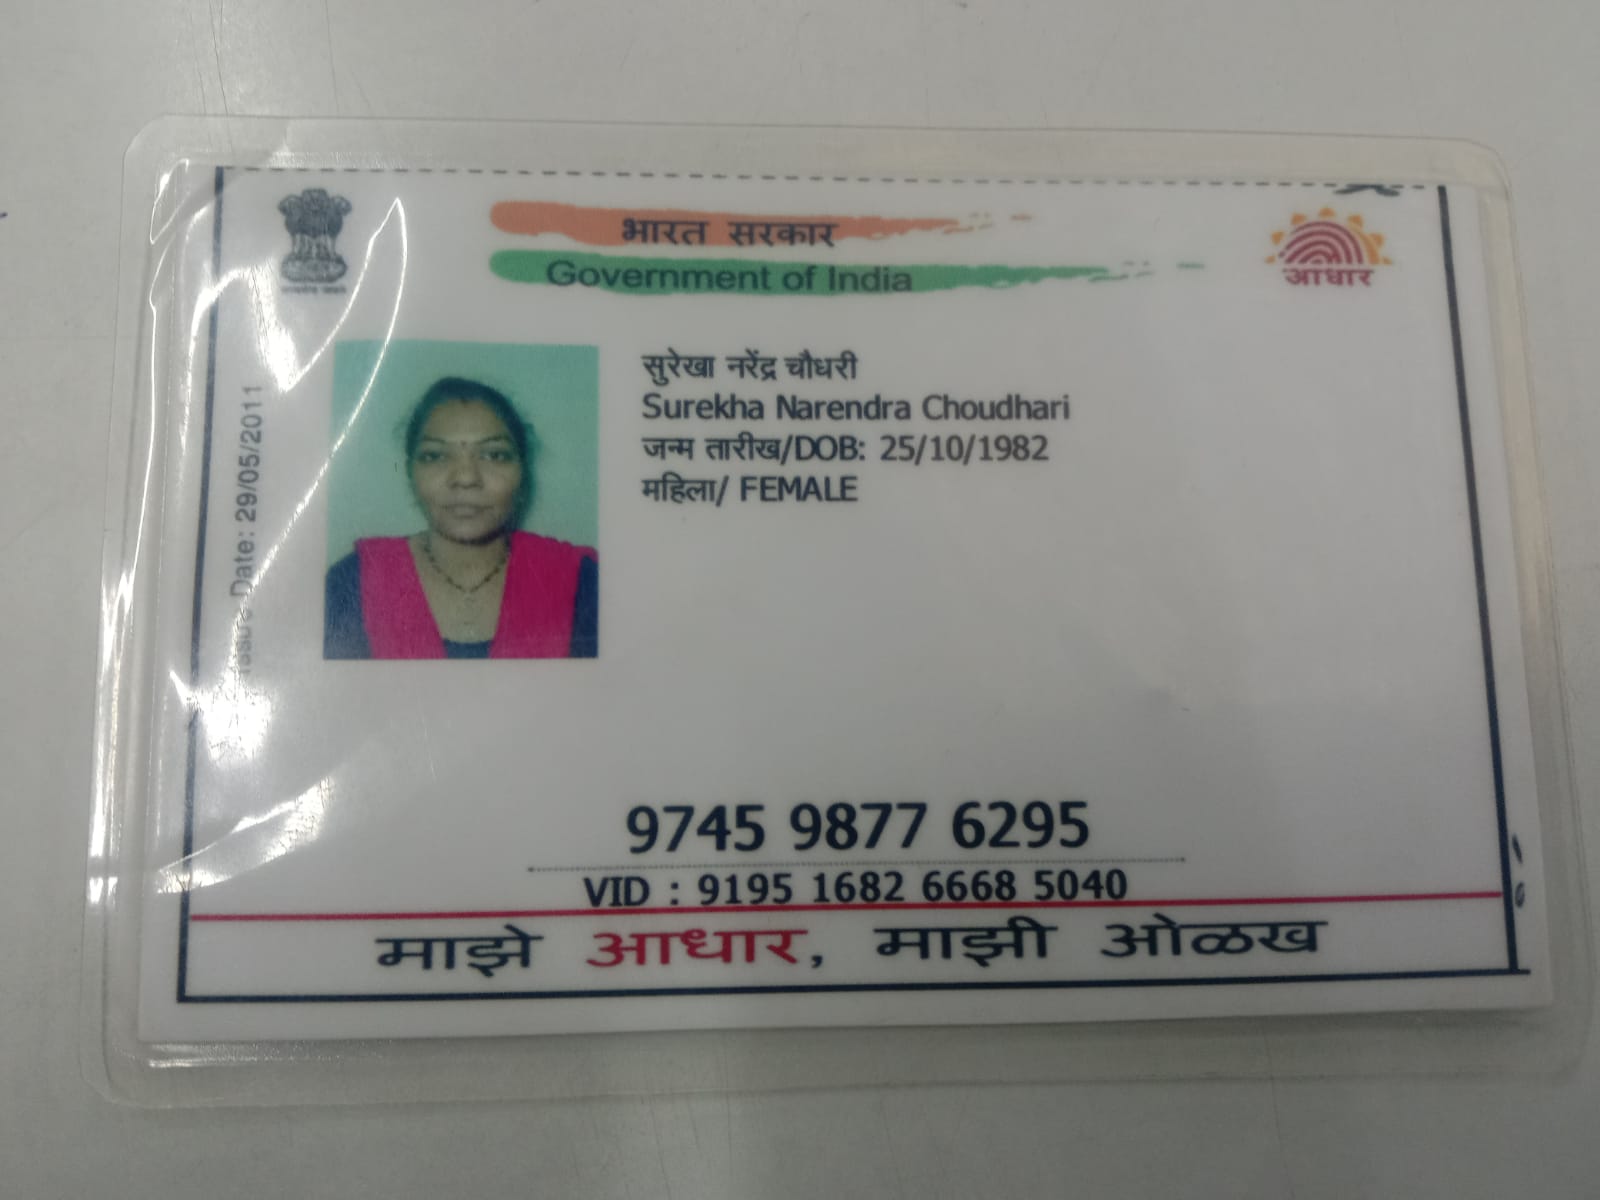 भारत सरकार
Government of India
आधार
Issue Date: 29/05/2011
सुरेखा नरेंद्र चौधरी
Surekha Narendra Choudhari
जन्म तारीख/DOB: 25/10/1982
महिला/ FEMALE
9745 9877 6295
VID : 9195 1682 6668 5040
माझे आधार, माझी ओळख